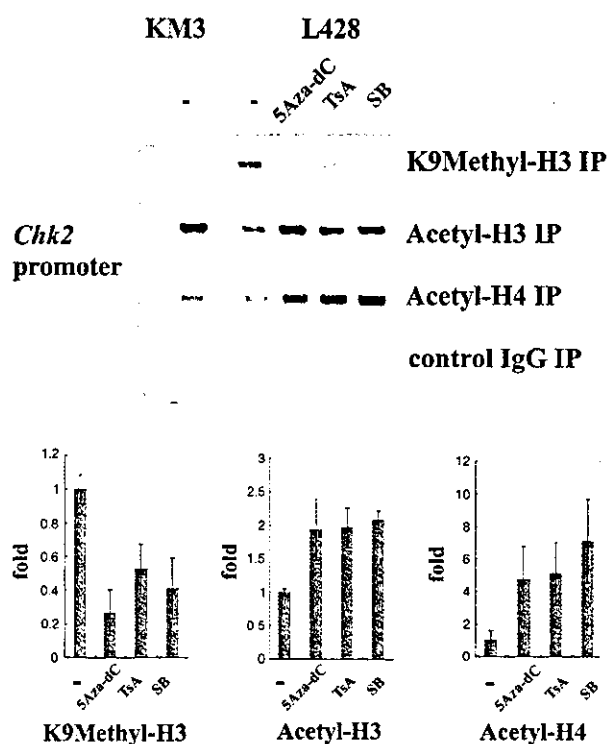 KM3 L428
- - 5Aza-dC TsA SB
K9Methyl-H3 IP
Chk2 promoter
Acetyl-H3 IP
Acetyl-H4 IP
control IgG IP
fold
1.2
1
0.8
0.6
0.4
0.2
0
- 5Aza-dC TsA SB
K9Methyl-H3
fold
3
2.5
2
1.5
1
0.5
0
- 5Aza-dC TsA SB
Acetyl-H3
fold
12
10
8
6
4
2
0
- 5Aza-dC TsA SB
Acetyl-H4